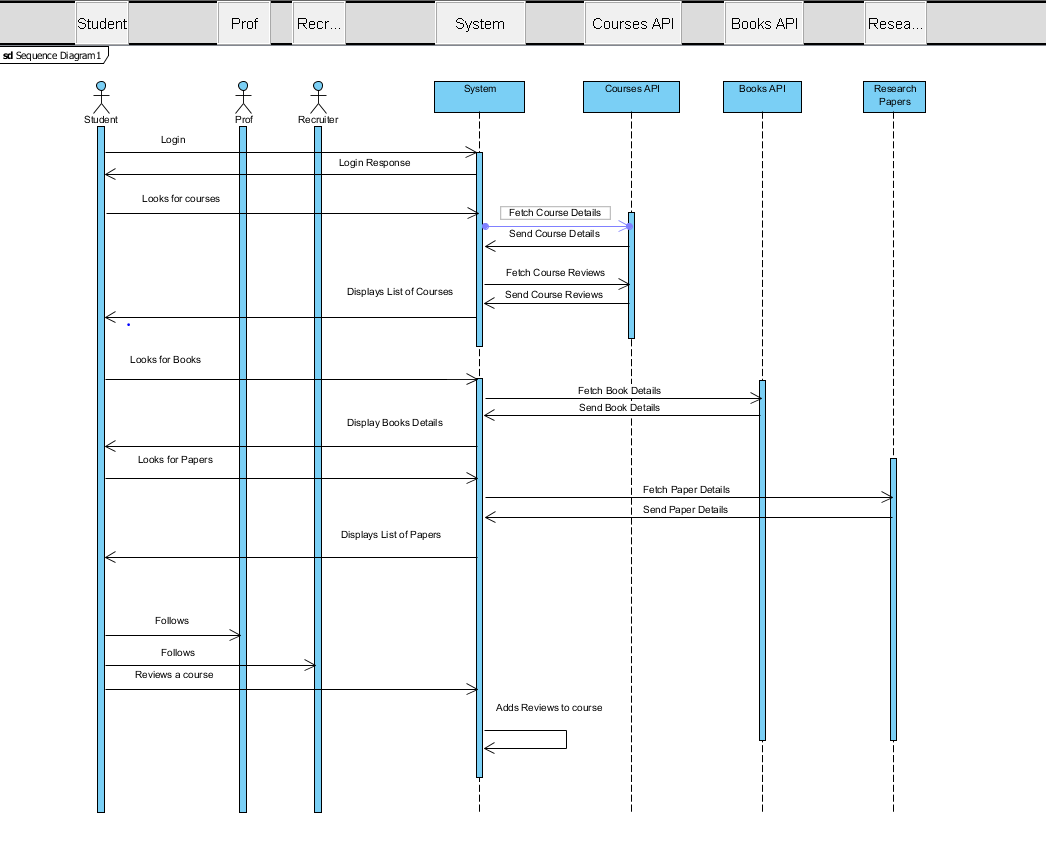 Student Prof Recr... System Courses API Books API Resea...
sd Sequence Diagram1
Student Prof Recruiter System Courses API Books API Research Papers
Login
Login Response
Looks for courses
Fetch Course Details
Send Course Details
Fetch Course Reviews
Displays List of Courses
Send Course Reviews
Looks for Books
Fetch Book Details
Send Book Details
Display Books Details
Looks for Papers
Fetch Paper Details
Send Paper Details
Displays List of Papers
Follows
Follows
Reviews a course
Adds Reviews to course